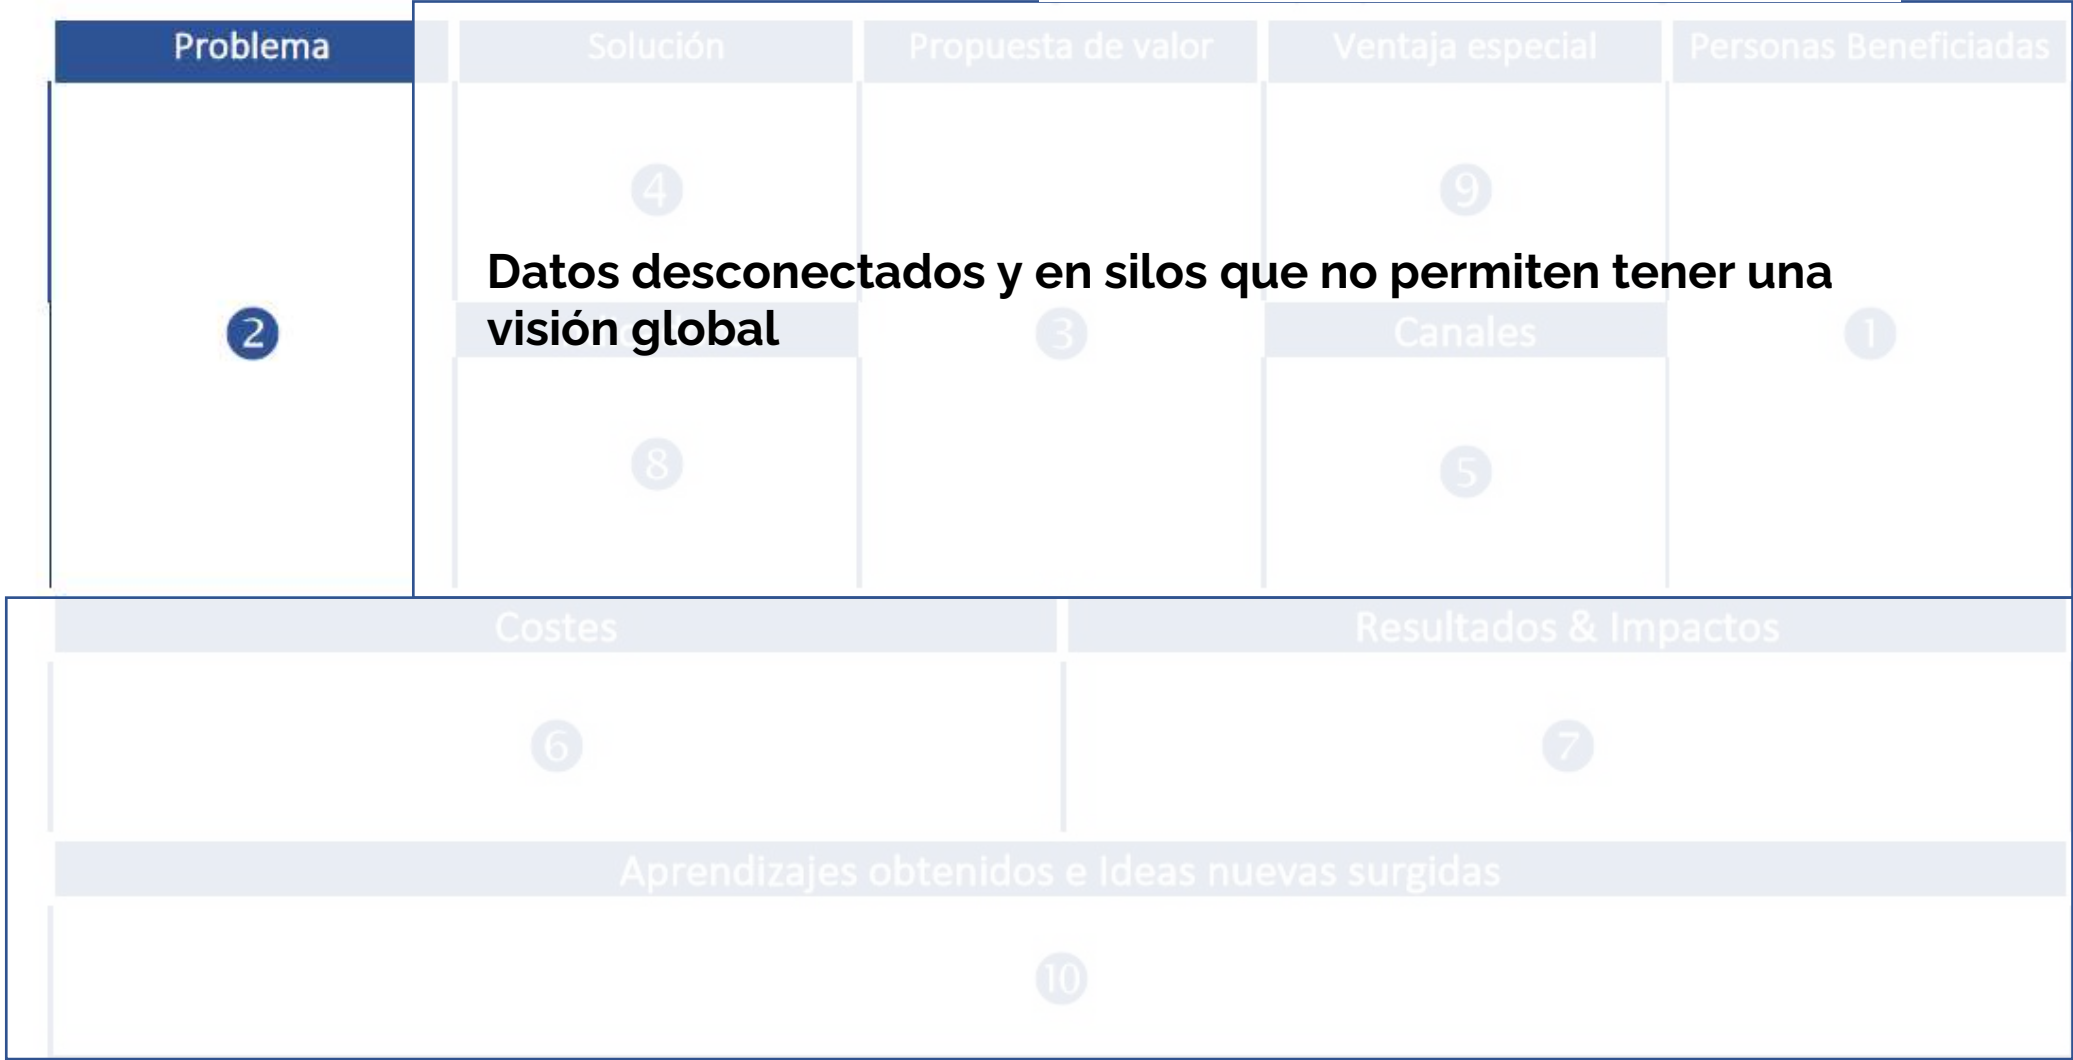 Problema
Solución
Propuesta de valor
Ventaja especial
Personas Beneficiadas
4
9
Datos desconectados y en silos que no permiten tener una
visión global
2
3
Canales
1
8
5
Costes
Resultados & Impactos
6
7
Aprendizajes obtenidos e Ideas nuevas surgidas
10